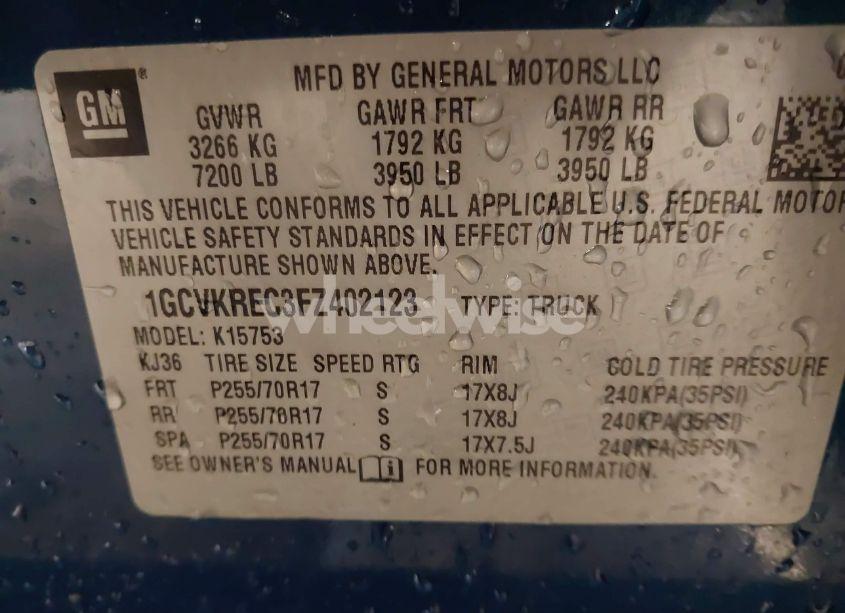 GM®
MFD BY GENERAL MOTORS LLC
GVWR GAWR FRT GAWR RR
3266 KG 1792 KG 1792 KG
7200 LB 3950 LB 3950 LB
THIS VEHICLE CONFORMS TO ALL APPLICABLE U.S. FEDERAL MOTOR
VEHICLE SAFETY STANDARDS IN EFFECT ON THE DATE OF
MANUFACTURE SHOWN ABOVE.
1GCVKREC3FZ402123 TYPE: TRUCK
wheelwise
MODEL: K15753
KJ36 TIRE SIZE SPEED RTG RIM COLD TIRE PRESSURE
FRT P255/70R17 S 17X8J 240KPA(35PSI)
RR P255/70R17 S 17X8J 240KPA(35PSI)
SPA P255/70R17 S 17X7.5J 240KPA(35PSI)
SEE OWNER'S MANUAL i FOR MORE INFORMATION.